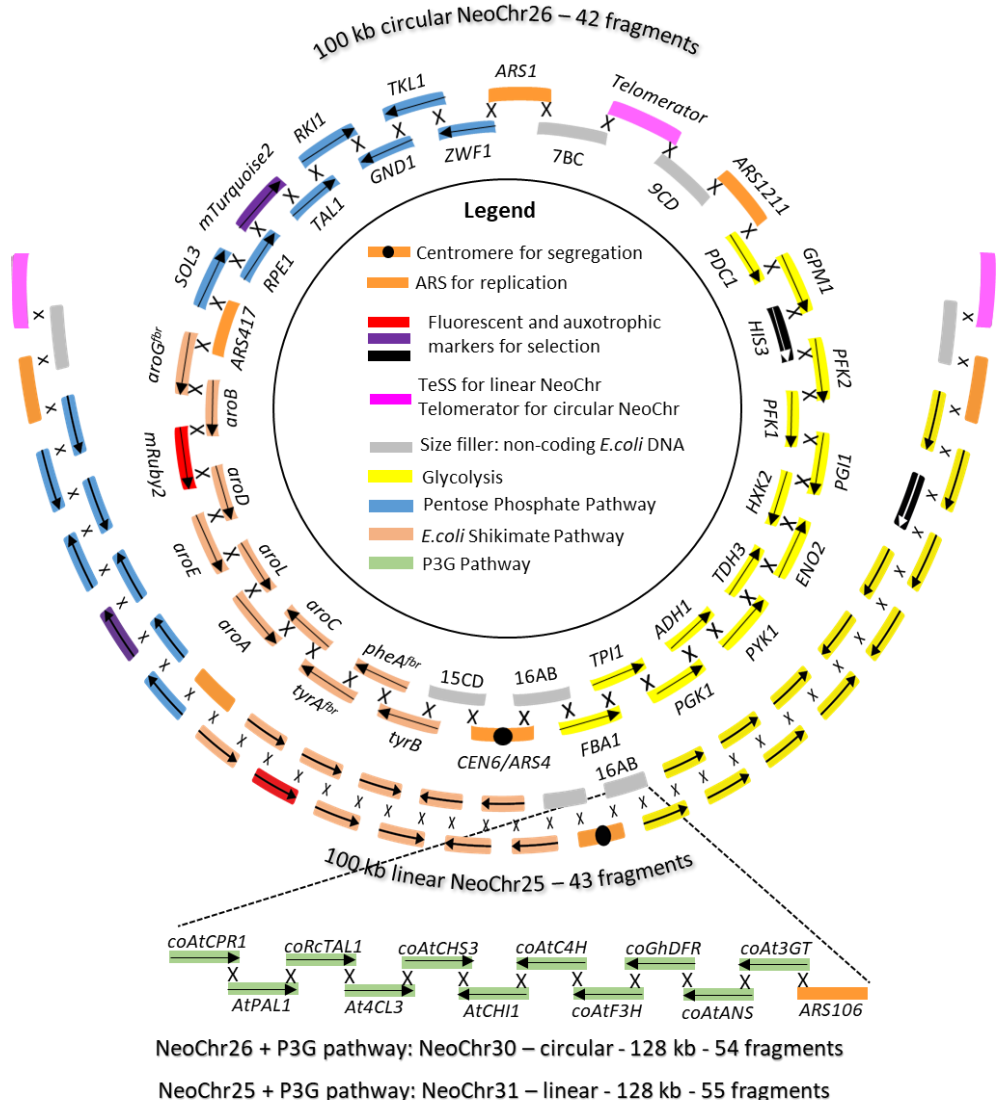 100 kb circular NeoChr26 – 42 fragments
ARS1
Telomerator
7BC
9CD
ARS1211
PDC1
GPM1
HIS3
PFK2
PFK1
PGI1
HXK2
ENO2
TDH3
PYK1
ADH1
PGK1
TPI1
FBA1
16AB
CEN6/ARS4
15CD
tyrB
pheAfbr
tyrAfbr
aroC
aroA
aroL
aroE
aroD
mRuby2
aroB
aroGfbr
ARS417
SOL3
RPE1
mTurquoise2
TAL1
RKI1
GND1
TKL1
ZWF1
Legend
Centromere for segregation
ARS for replication
Fluorescent and auxotrophic
markers for selection
TeSS for linear NeoChr
Telomerator for circular NeoChr
Size filler: non-coding E.coli DNA
Glycolysis
Pentose Phosphate Pathway
E.coli Shikimate Pathway
P3G Pathway
16AB
100 kb linear NeoChr25 – 43 fragments
coAtCPR1 coRcTAL1 coAtCHS3 coAtC4H coGhDFR coAt3GT
AtPAL1 At4CL3 AtCHI1 coAtF3H coAtANS ARS106
NeoChr26 + P3G pathway: NeoChr30 – circular - 128 kb - 54 fragments
NeoChr25 + P3G pathway: NeoChr31 – linear - 128 kb - 55 fragments